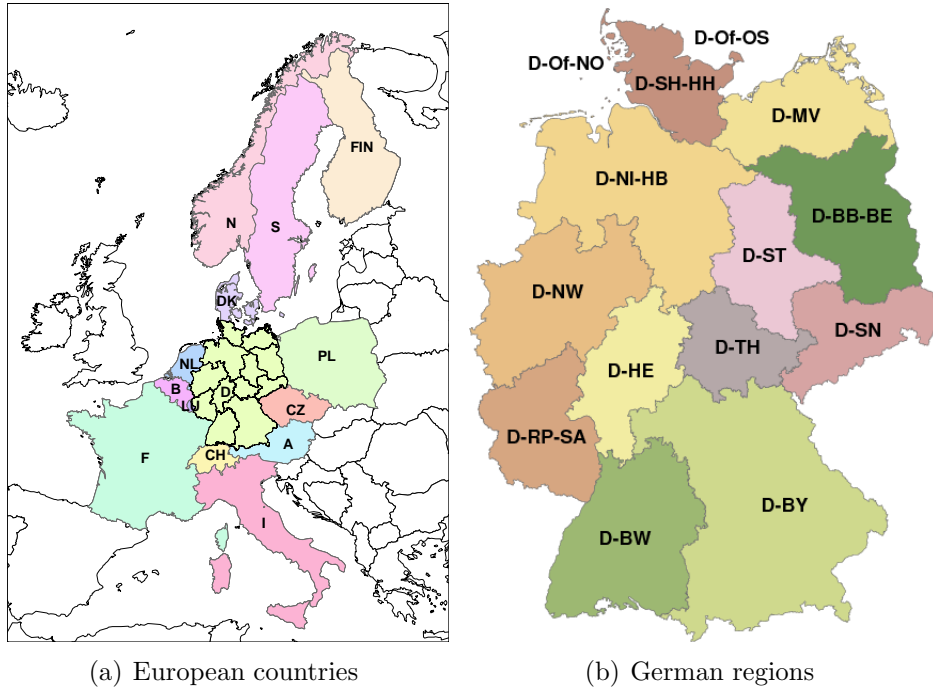 FIN
N
S
DK
NL
PL
B
D
LU
CZ
F
CH
A
I
(a) European countries
D-Of-OS
D-Of-NO
D-SH-HH
D-MV
D-NI-HB
D-BB-BE
D-ST
D-NW
D-SN
D-TH
D-HE
D-RP-SA
D-BY
D-BW
(b) German regions